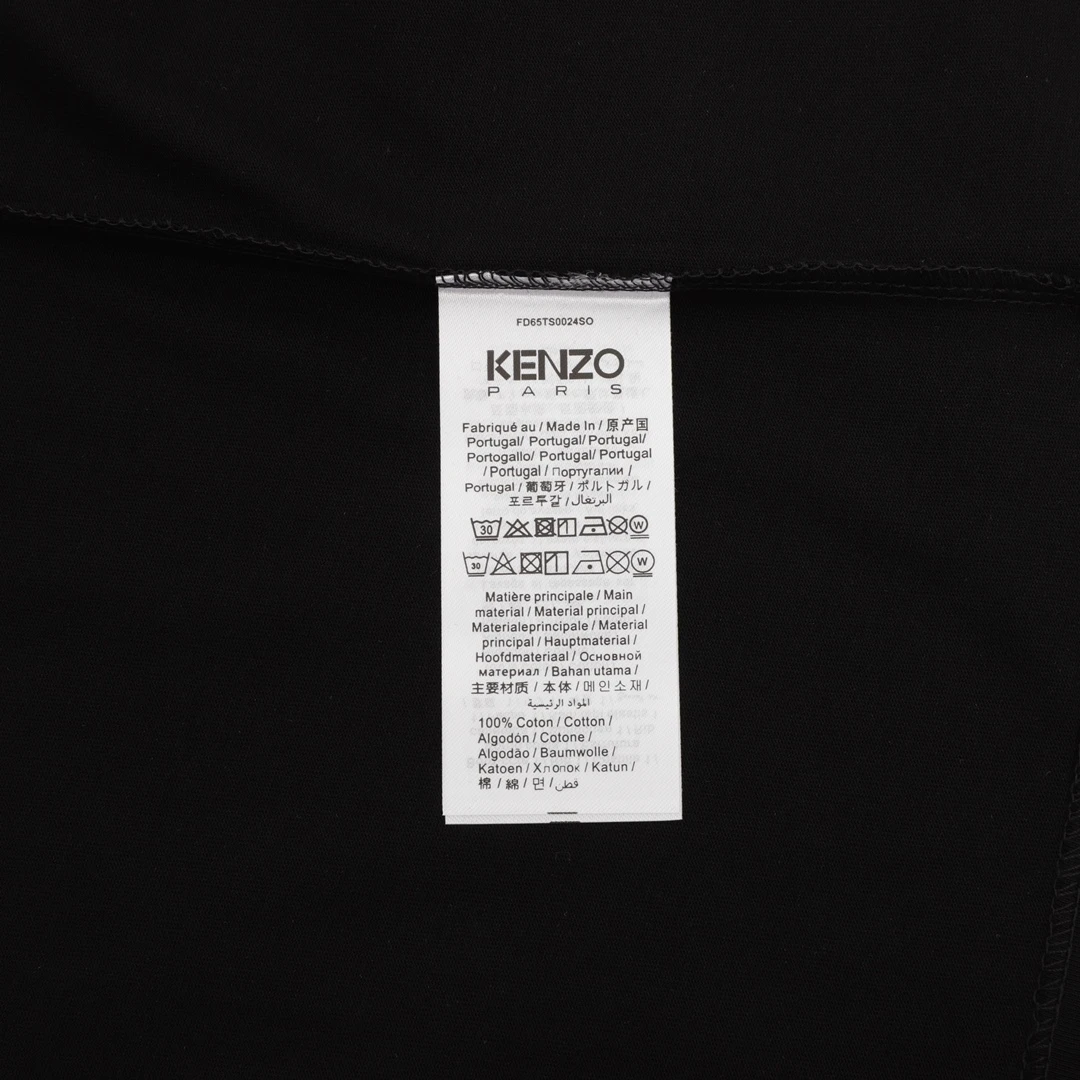 FD65TS0024SO
KENZO
PARIS
Fabriqué au / Made In / 原产国
Portugal/ Portugal/ Portugal/
Portogallo/ Portugal/ Portugal
/ Portugal / Португалии /
Portugal / 葡萄牙 / ポルトガル /
포르투갈 / البرتغال
30 W
30 W
Matière principale / Main
material / Material principal /
Materialeprincipale / Material
principal / Hauptmaterial /
Hoofdmateriaal / Основной
материал / Bahan utama /
主要材质 / 本体 / 메인소재 /
المواد الرئيسية
100% Coton / Cotton /
Algodón / Cotone /
Algodão / Baumwolle /
Katoen / Хлопок / Katun /
棉 / 綿 / 면 / قطن